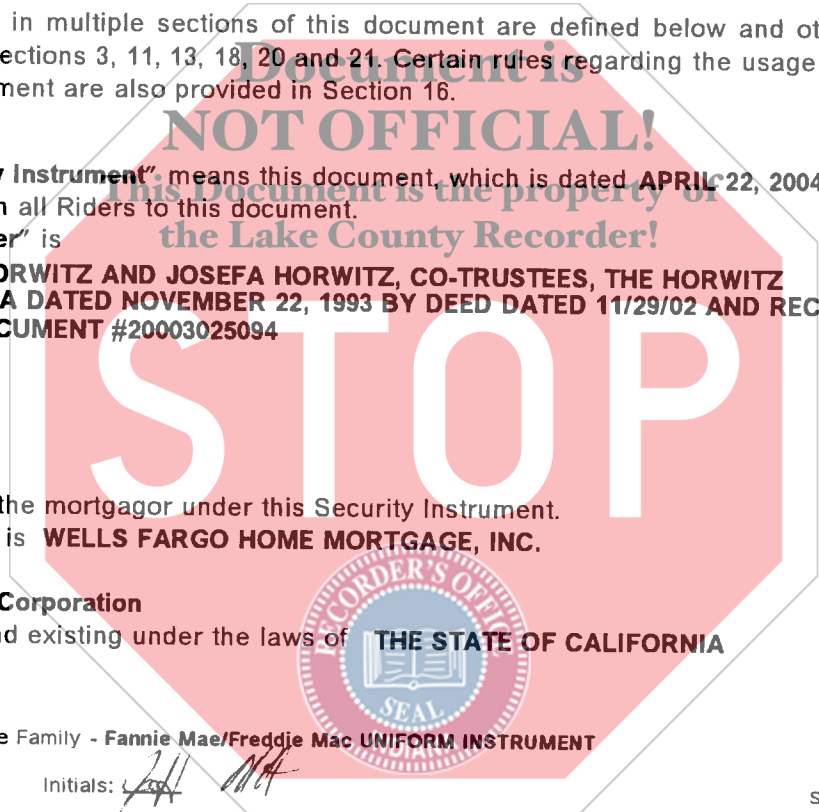 in multiple sections of this document are defined below and ot
ections 3, 11, 13, 18, 20 and 21. Certain rules regarding the usage
ment are also provided in Section 16.
Document is
NOT OFFICIAL!
This Document is the property of
the Lake County Recorder!
y Instrument" means this document, which is dated APRIL 22, 2004
n all Riders to this document.
er" is
ORWITZ AND JOSEFA HORWITZ, CO-TRUSTEES, THE HORWITZ
A DATED NOVEMBER 22, 1993 BY DEED DATED 11/29/02 AND REC
CUMENT #20003025094
STOP
the mortgagor under this Security Instrument.
is WELLS FARGO HOME MORTGAGE, INC.
Corporation
d existing under the laws of THE STATE OF CALIFORNIA
RECORDER'S OFFICE
SEAL
INDIANA
e Family - Fannie Mae/Freddie Mac UNIFORM INSTRUMENT
Initials: